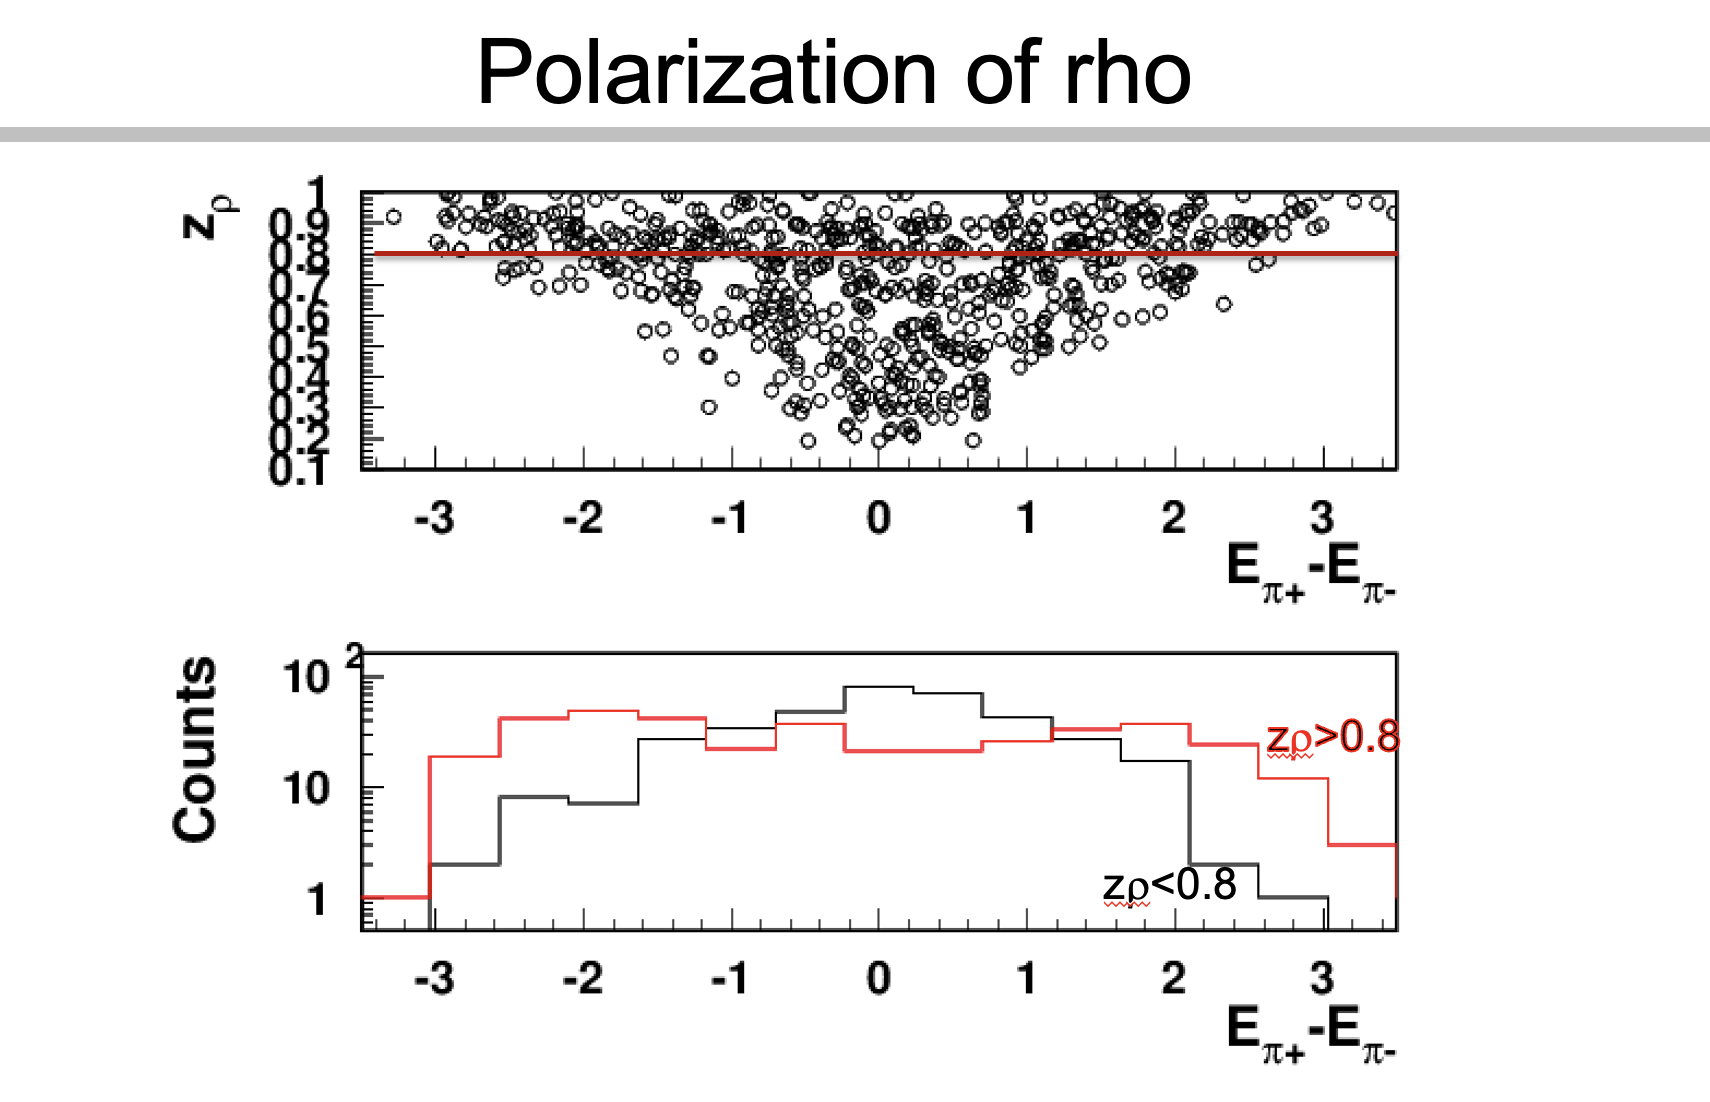 Polarization of rho
zρ
1
0.9
0.8
0.7
0.6
0.5
0.4
0.3
0.2
0.1
-3 -2 -1 0 1 2 3
Eπ+-Eπ-
Counts
10²
10
1
zρ>0.8
zρ<0.8
-3 -2 -1 0 1 2 3
Eπ+-Eπ-